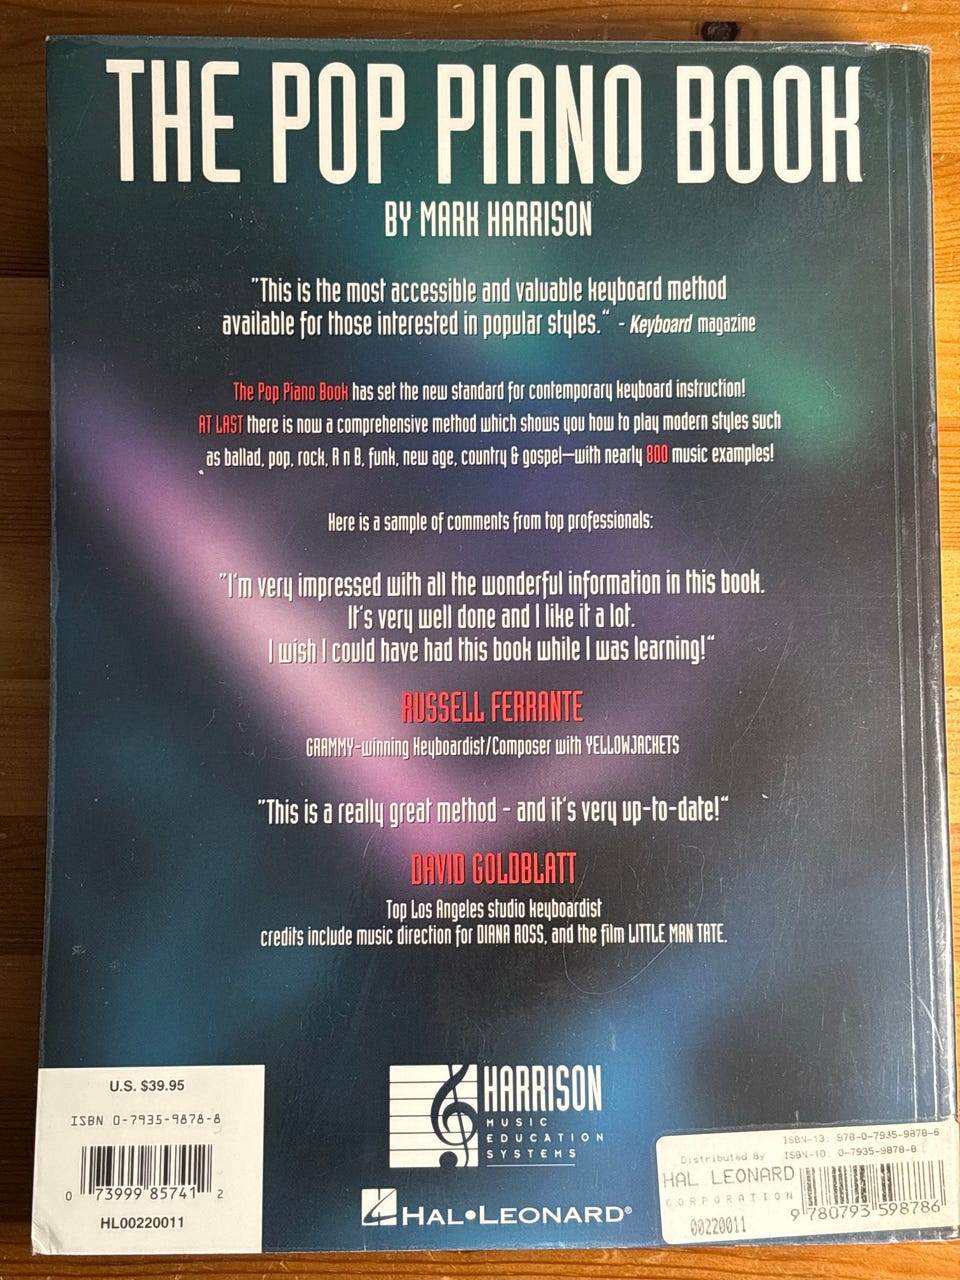 THE POP PIANO BOOK
BY MARK HARRISON
"This is the most accessible and valuable keyboard method
available for those interested in popular styles." - Keyboard magazine
The Pop Piano Book has set the new standard for contemporary keyboard instruction!
AT LAST there is now a comprehensive method which shows you how to play modern styles such
as ballad, pop, rock, R n B, funk, new age, country & gospel—with nearly 800 music examples!
Here is a sample of comments from top professionals:
"I'm very impressed with all the wonderful information in this book.
It's very well done and I like it a lot.
I wish I could have had this book while I was learning!"
RUSSELL FERRANTE
GRAMMY-winning Keyboardist/Composer with YELLOWJACKETS
"This is a really great method - and it's very up-to-date!"
DAVID GOLDBLATT
Top Los Angeles studio keyboardist
credits include music direction for DIANA ROSS, and the film LITTLE MAN TATE.
U.S. $39.95
ISBN 0-7935-9878-8
0 73999 85741 2
HL00220011
HARRISON
MUSIC
EDUCATION
SYSTEMS
HAL•LEONARD®
ISBN-13: 978-0-7935-9878-6
Distributed By ISBN-10: 0-7935-9878-8
HAL LEONARD
CORPORATION
00220011
9 780793 598786